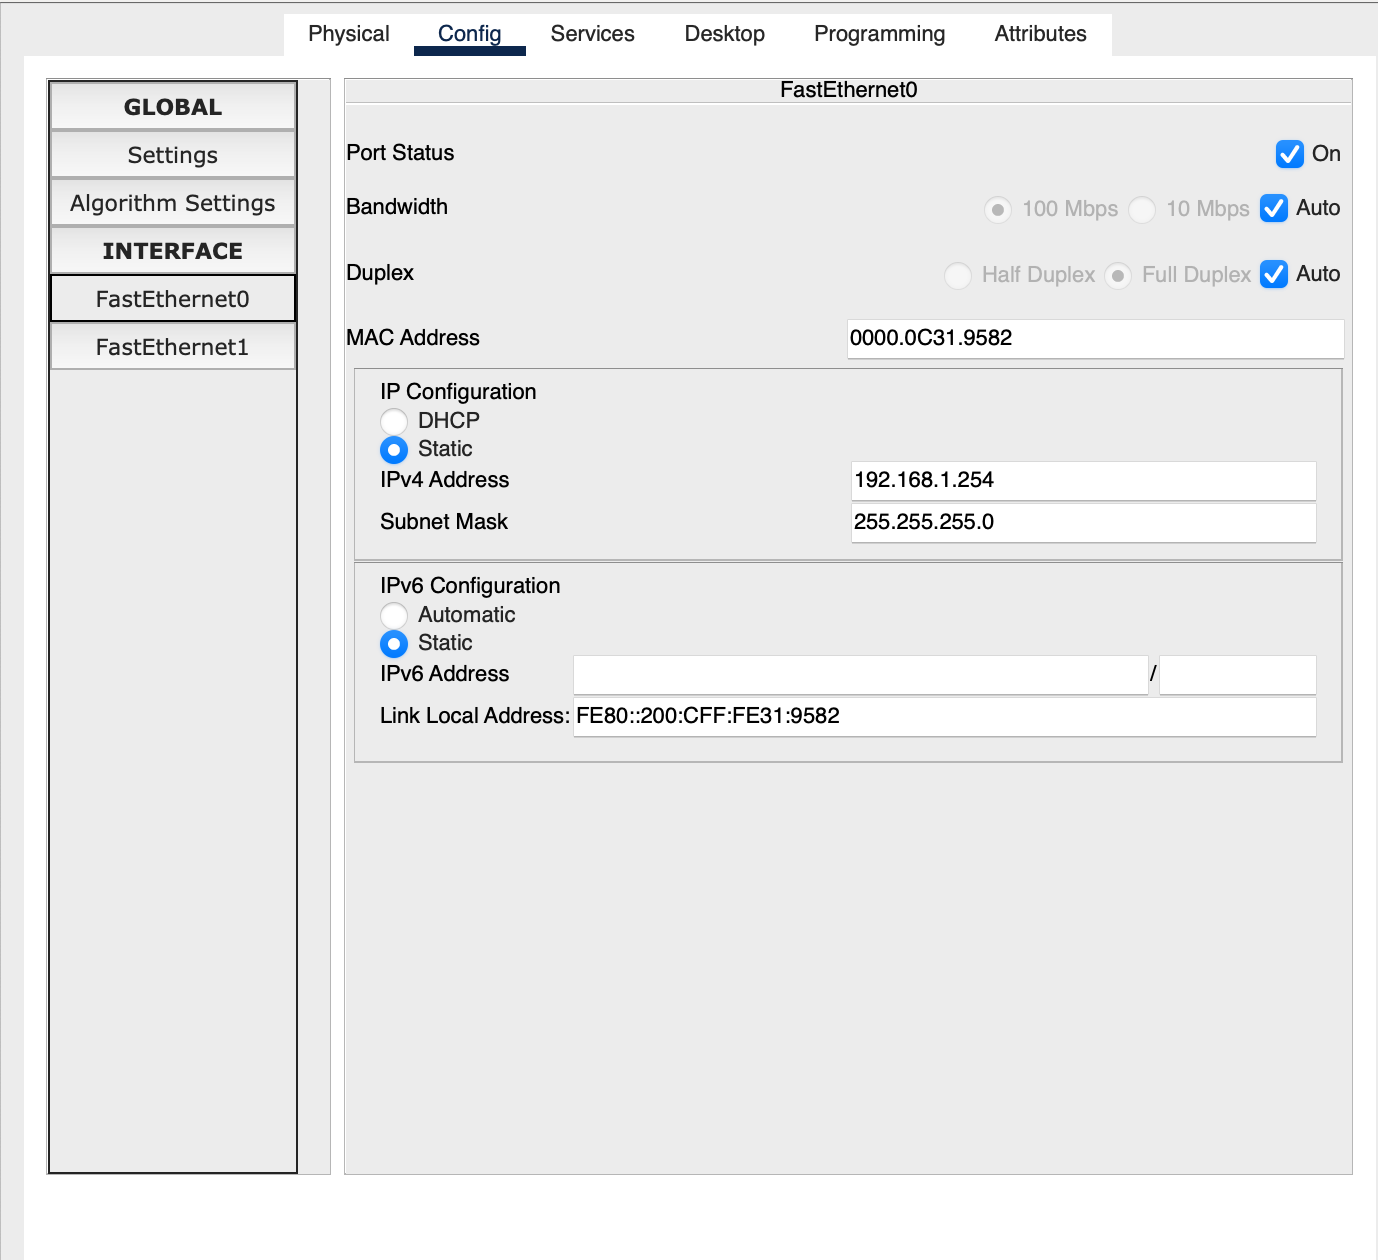 Physical Config Services Desktop Programming Attributes
GLOBAL
Settings
Algorithm Settings
INTERFACE
FastEthernet0
FastEthernet1
FastEthernet0
Port Status On
Bandwidth 100 Mbps 10 Mbps Auto
Duplex Half Duplex Full Duplex Auto
MAC Address 0000.0C31.9582
IP Configuration
DHCP
Static
IPv4 Address 192.168.1.254
Subnet Mask 255.255.255.0
IPv6 Configuration
Automatic
Static
IPv6 Address /
Link Local Address: FE80::200:CFF:FE31:9582